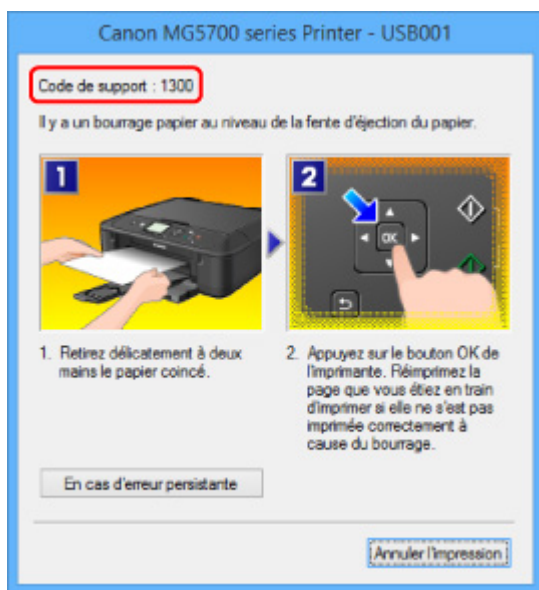 Canon MG5700 series Printer - USB001
Code de support : 1300
Il y a un bourrage papier au niveau de la fente d'éjection du papier.
1
2
OK
1. Retirez délicatement à deux
mains le papier coincé.
2. Appuyez sur le bouton OK de
l'imprimante. Réimprimez la
page que vous étiez en train
d'imprimer si elle ne s'est pas
imprimée correctement à
cause du bourrage.
En cas d'erreur persistante
Annuler l'impression